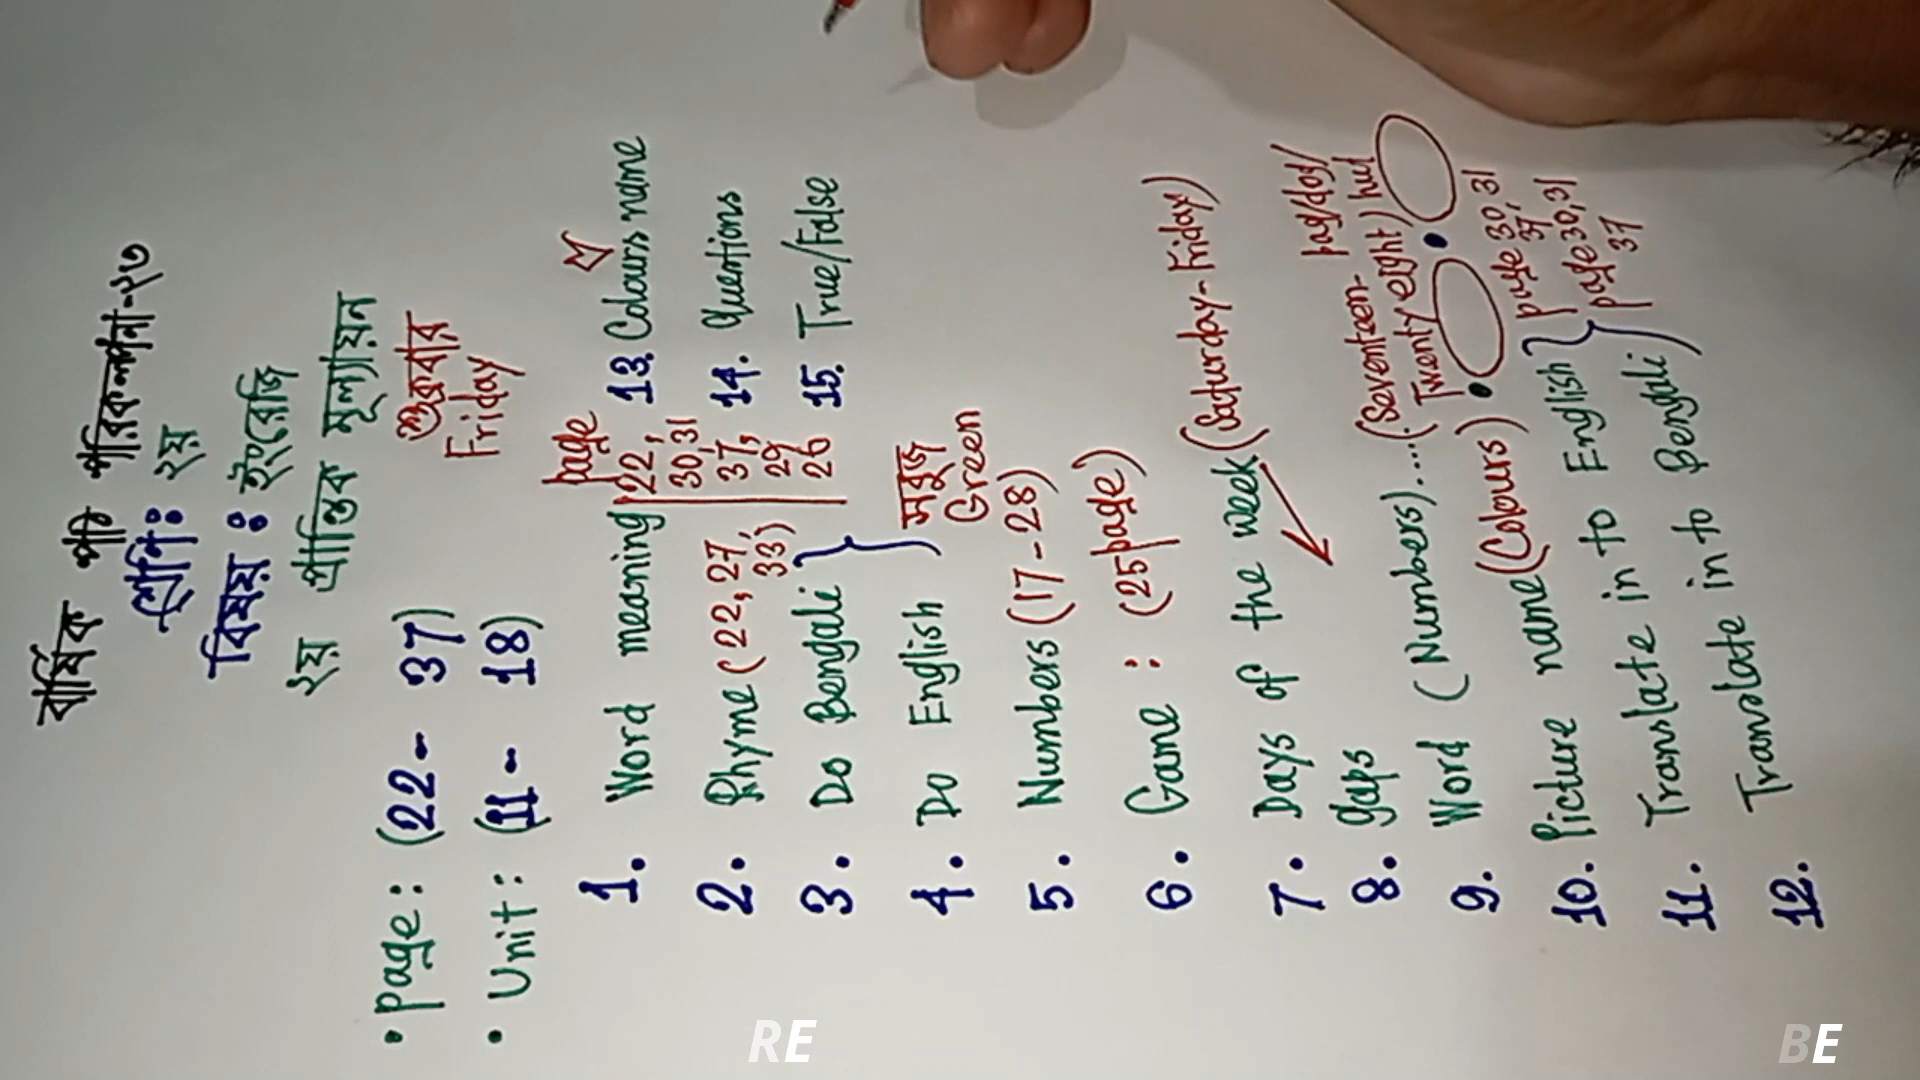 বার্ষিক পাঠ পরিকল্পনা-২৩
শ্রেণি: ২য়
বিষয়: ইংরেজি
২য় প্রান্তিক মূল্যায়ন
• Page: (22- 37) শুক্রবার
• Unit: (11 - 18) Friday
1. Word meaning page 22, 30,31 37, 29 26
2. Rhyme (22, 27, 33)
3. Do Bengali
4. Do English } সবুজ Green
5. Numbers (17-28)
6. Game : (25 page)
7. Days of the week (Saturday-Friday)
8. gaps
9. Word (Numbers)....(Seventeen- Twenty eight)
10. Picture name (Colours)
11. Translate in to English } page 30,31 37
12. Translate in to Bengali } page 30,31 37
13. Colours name
14. Questions
15. True/False
RE
BE